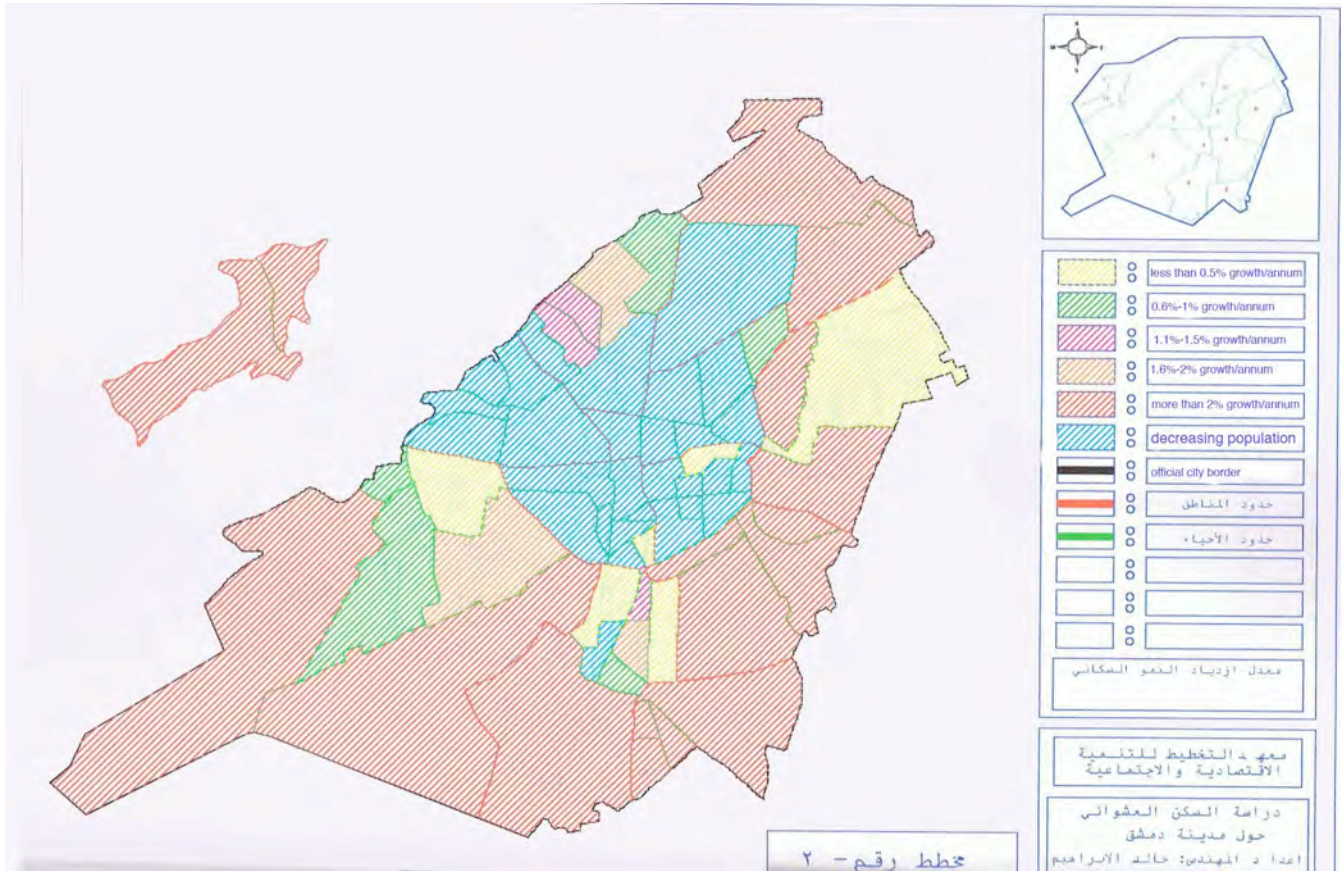 N
W
E
S
less than 0.5% growth/annum
0.6%-1% growth/annum
1.1%-1.5% growth/annum
1.6%-2% growth/annum
more than 2% growth/annum
decreasing population
official city border
حدود المناطق
حدود الأحياء
معدل ازدياد النمو السكاني
معهد التخطيط للتنمية
الاقتصادية والاجتماعية
دراسة السكن العشوائي
حول مدينة دمشق
اعداد المهندس: خالد الابراهيم
مخطط رقم - ٢